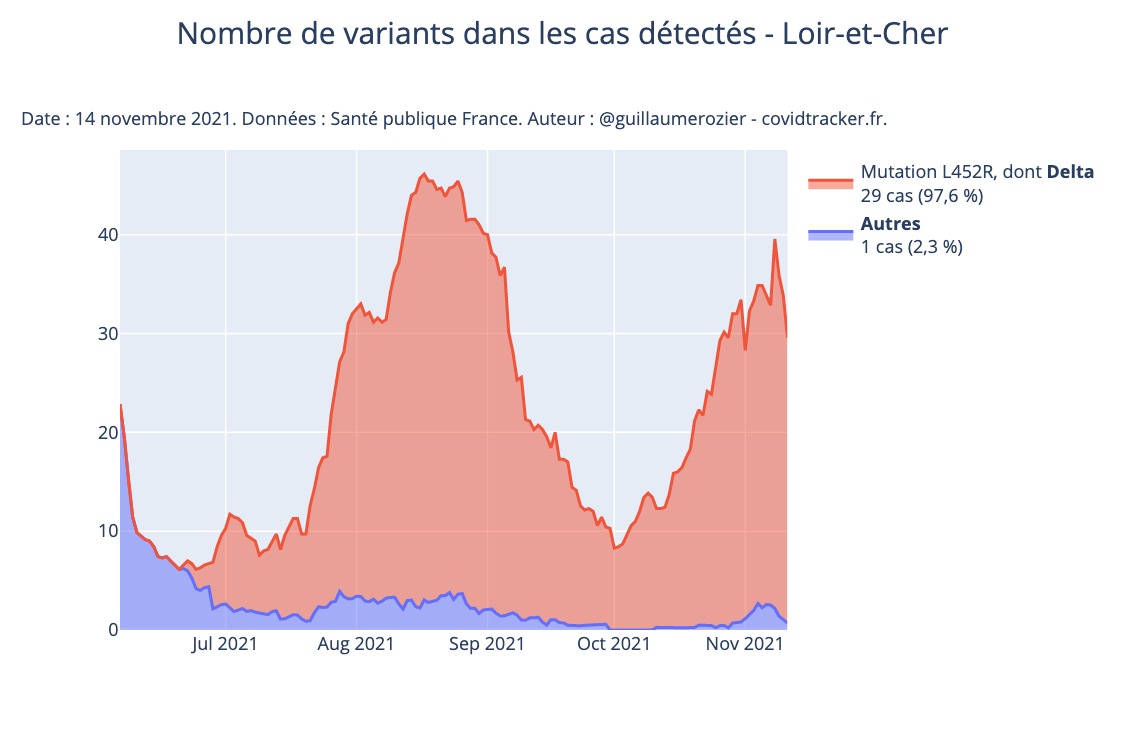 Nombre de variants dans les cas détectés - Loir-et-Cher
Date : 14 novembre 2021. Données : Santé publique France. Auteur : @guillaumerozier - covidtracker.fr.
Mutation L452R, dont Delta
29 cas (97,6 %)
Autres
1 cas (2,3 %)
40
30
20
10
0
Jul 2021
Aug 2021
Sep 2021
Oct 2021
Nov 2021